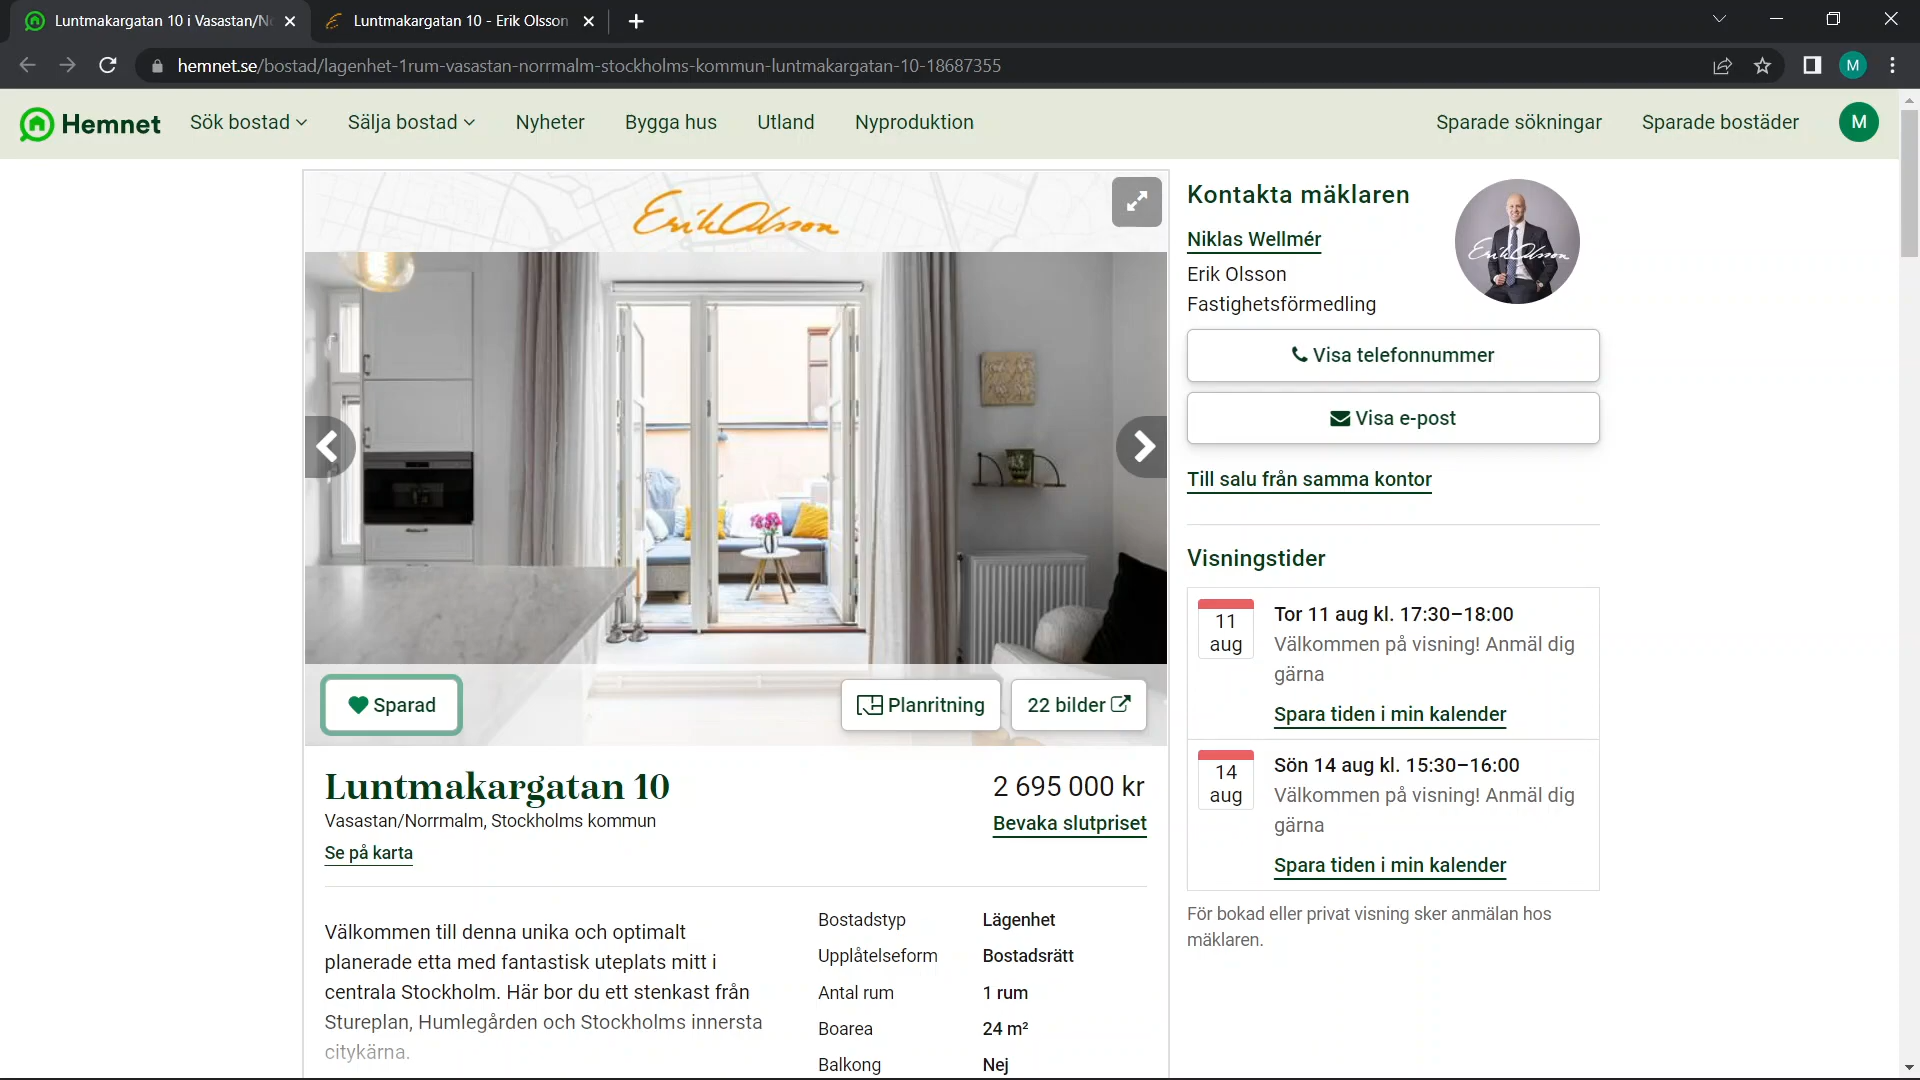 Luntmakargatan 10 i Vasastan/N
Luntmakargatan 10 - Erik Olsson
hemnet.se/bostad/lagenhet-1rum-vasastan-norrmalm-stockholms-kommun-luntmakargatan-10-18687355
M
Hemnet
Sök bostad
Sälja bostad
Nyheter
Bygga hus
Utland
Nyproduktion
Sparade sökningar
Sparade bostäder
M
Erik Olsson
Sparad
Planritning
22 bilder
Luntmakargatan 10
2 695 000 kr
Vasastan/Norrmalm, Stockholms kommun
Bevaka slutpriset
Se på karta
Välkommen till denna unika och optimalt
planerade etta med fantastisk uteplats mitt i
centrala Stockholm. Här bor du ett stenkast från
Stureplan, Humlegården och Stockholms innersta
citykärna.
Bostadstyp Lägenhet
Upplåtelseform Bostadsrätt
Antal rum 1 rum
Boarea 24 m²
Balkong Nej
Kontakta mäklaren
Niklas Wellmér
Erik Olsson
Fastighetsförmedling
Erik Olsson
Visa telefonnummer
Visa e-post
Till salu från samma kontor
Visningstider
11
aug
Tor 11 aug kl. 17:30–18:00
Välkommen på visning! Anmäl dig
gärna
Spara tiden i min kalender
14
aug
Sön 14 aug kl. 15:30–16:00
Välkommen på visning! Anmäl dig
gärna
Spara tiden i min kalender
För bokad eller privat visning sker anmälan hos
mäklaren.